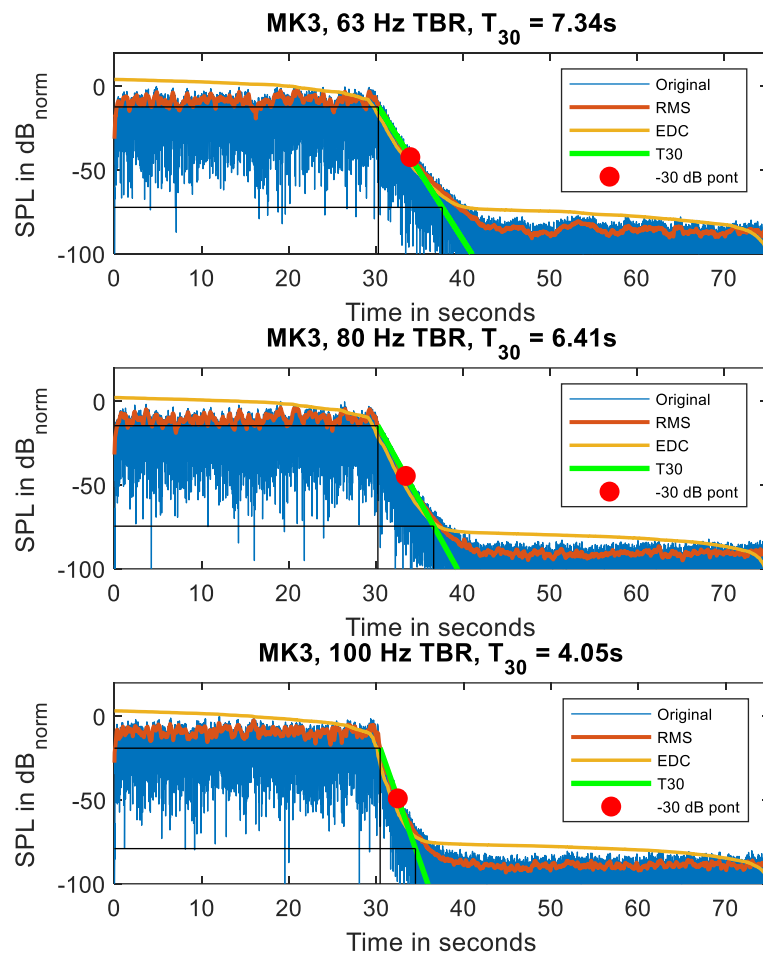 MK3, 63 Hz TBR, T30 = 7.34s
SPL in dBnorm
0
-50
-100
Original
RMS
EDC
T30
-30 dB pont
0 10 20 30 40 50 60 70
Time in seconds
MK3, 80 Hz TBR, T30 = 6.41s
SPL in dBnorm
0
-50
-100
Original
RMS
EDC
T30
-30 dB pont
0 10 20 30 40 50 60 70
Time in seconds
MK3, 100 Hz TBR, T30 = 4.05s
SPL in dBnorm
0
-50
-100
Original
RMS
EDC
T30
-30 dB pont
0 10 20 30 40 50 60 70
Time in seconds